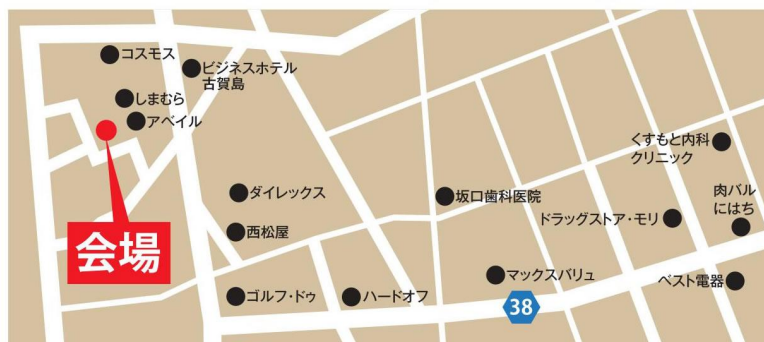 コスモス
ビジネスホテル
古賀島
しまむら
アベイル
会場
ダイレックス
西松屋
ゴルフ・ドゥ
ハードオフ
坂口歯科医院
マックスバリュ
38
くすもと内科
クリニック
ドラッグストア・モリ
肉バル
にはち
ベスト電器